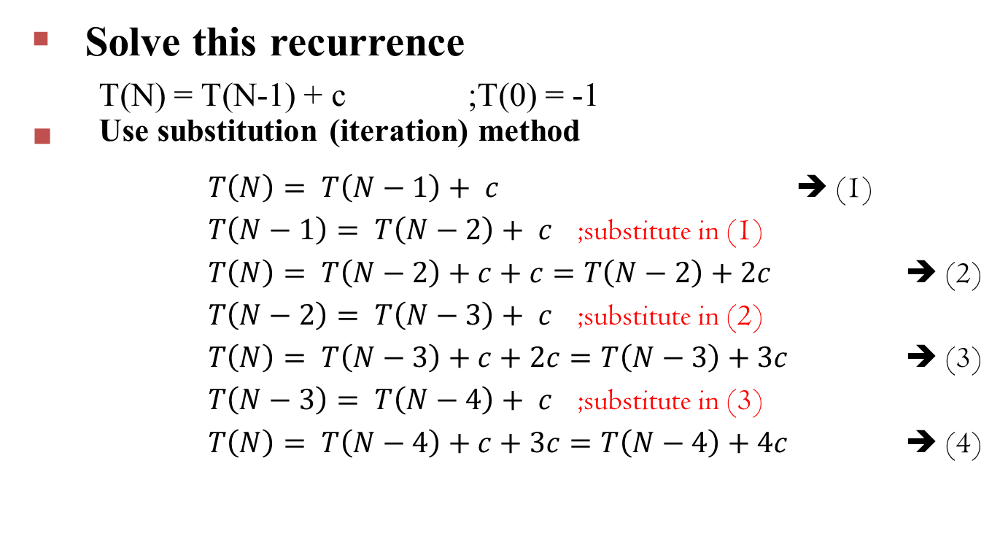 ▪ Solve this recurrence
T(N) = T(N-1) + c ;T(0) = -1
▪ Use substitution (iteration) method
T(N) = T(N − 1) + c ➔ (1)
T(N − 1) = T(N − 2) + c ;substitute in (1)
T(N) = T(N − 2) + c + c = T(N − 2) + 2c ➔ (2)
T(N − 2) = T(N − 3) + c ;substitute in (2)
T(N) = T(N − 3) + c + 2c = T(N − 3) + 3c ➔ (3)
T(N − 3) = T(N − 4) + c ;substitute in (3)
T(N) = T(N − 4) + c + 3c = T(N − 4) + 4c ➔ (4)